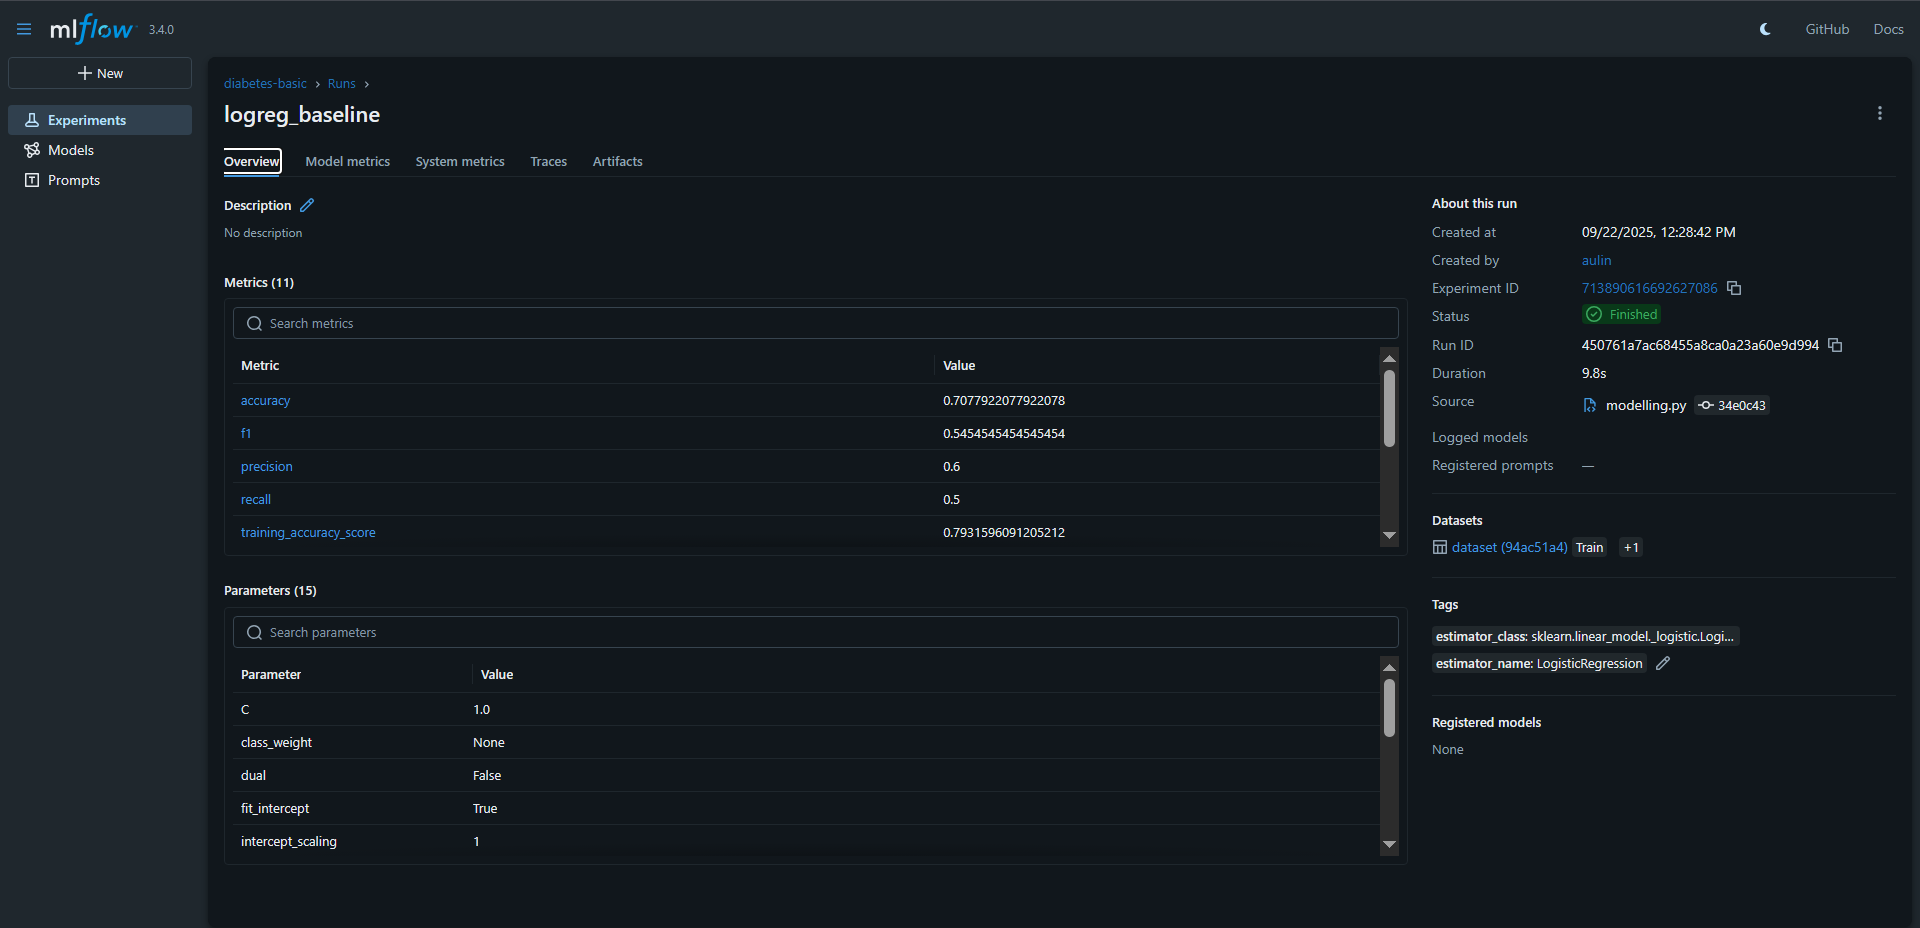 mlflow 3.4.0
GitHub
Docs
New
Experiments
Models
Prompts
diabetes-basic > Runs >
logreg_baseline
Overview Model metrics System metrics Traces Artifacts
Description
No description
Metrics (11)
Search metrics
Metric Value
accuracy 0.7077922077922078
f1 0.5454545454545454
precision 0.6
recall 0.5
training_accuracy_score 0.7931596091205212
Parameters (15)
Search parameters
Parameter Value
C 1.0
class_weight None
dual False
fit_intercept True
intercept_scaling 1
About this run
Created at 09/22/2025, 12:28:42 PM
Created by aulin
Experiment ID 713890616692627086
Status Finished
Run ID 450761a7ac68455a8ca0a23a60e9d994
Duration 9.8s
Source modelling.py 34e0c43
Logged models
Registered prompts —
Datasets
dataset (94ac51a4) Train +1
Tags
estimator_class: sklearn.linear_model._logistic.Logi...
estimator_name: LogisticRegression
Registered models
None